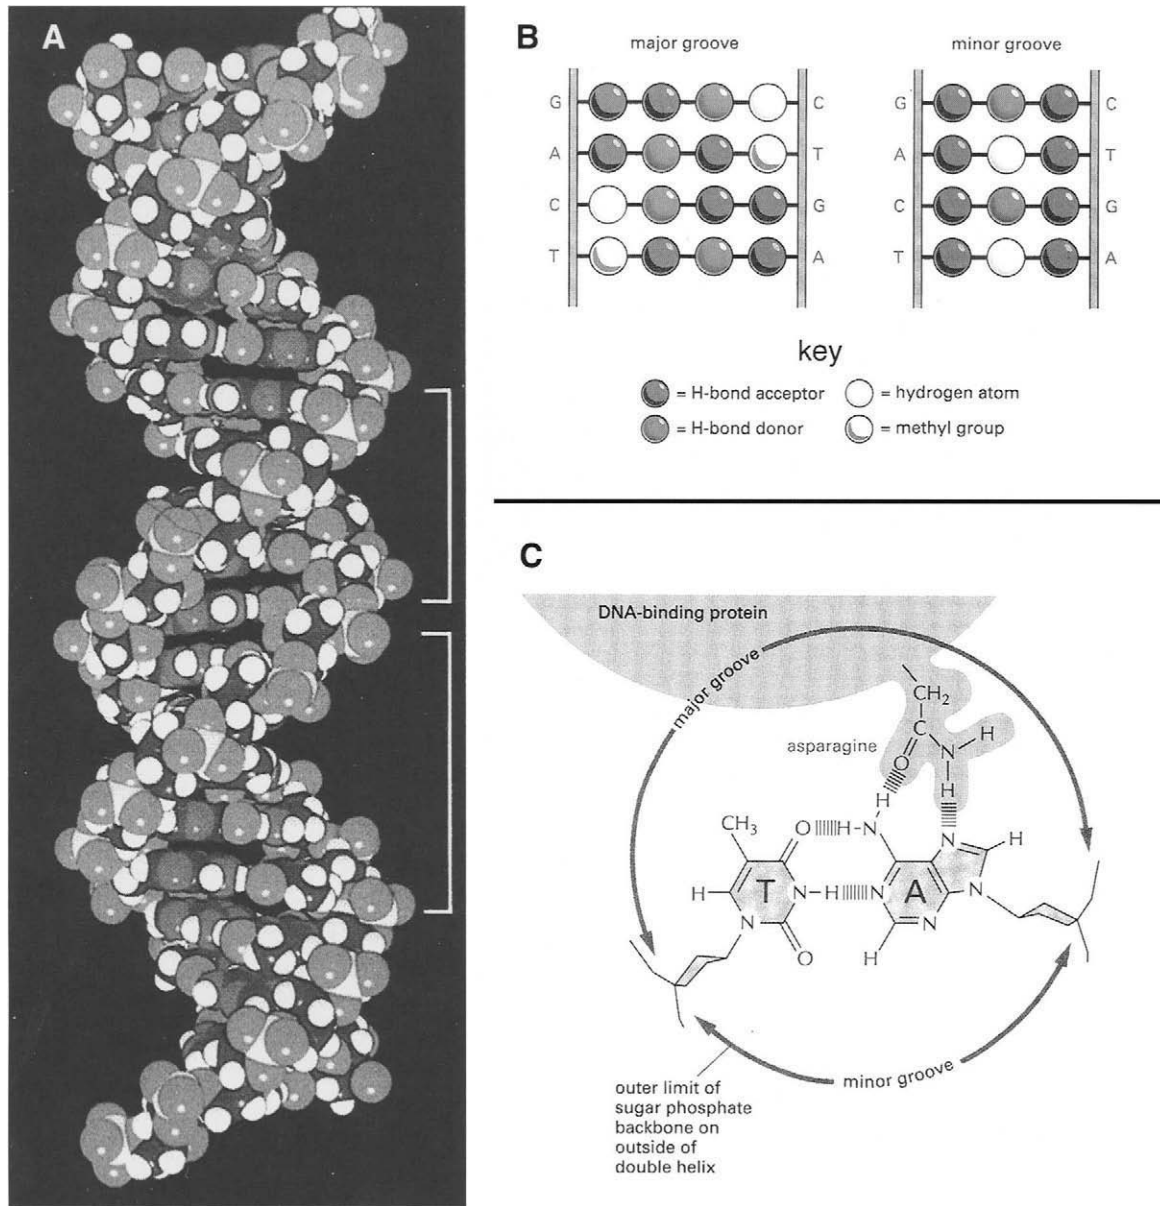 A
B
major groove
minor groove
G C
A T
C G
T A
G C
A T
C G
T A
key
= H-bond acceptor
= hydrogen atom
= H-bond donor
= methyl group
C
DNA-binding protein
major groove
CH₂
C
asparagine
O
N
H
H
H
CH₃
O
H
N
N
H
H
T
N
H
N
A
N
N
N
O
H
minor groove
outer limit of
sugar phosphate
backbone on
outside of
double helix